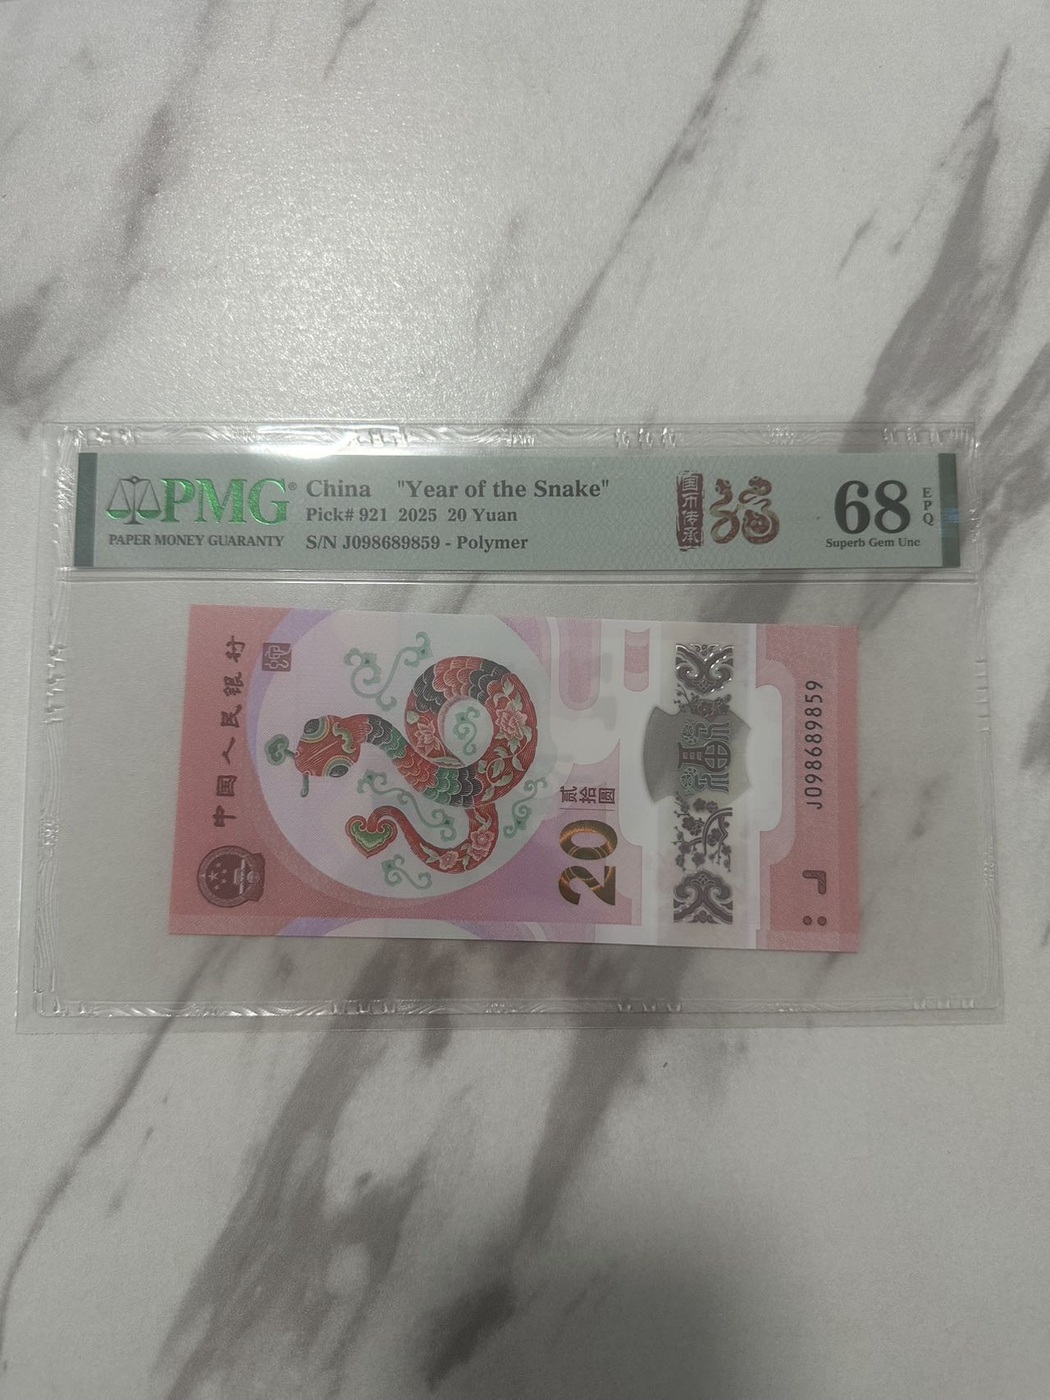 PMG®
PAPER MONEY GUARANTY
China "Year of the Snake"
Pick# 921 2025 20 Yuan
S/N J098689859 - Polymer
68
EPQ
Superb Gem Unc
中国人民银行
20
贰拾圆
福
J098689859